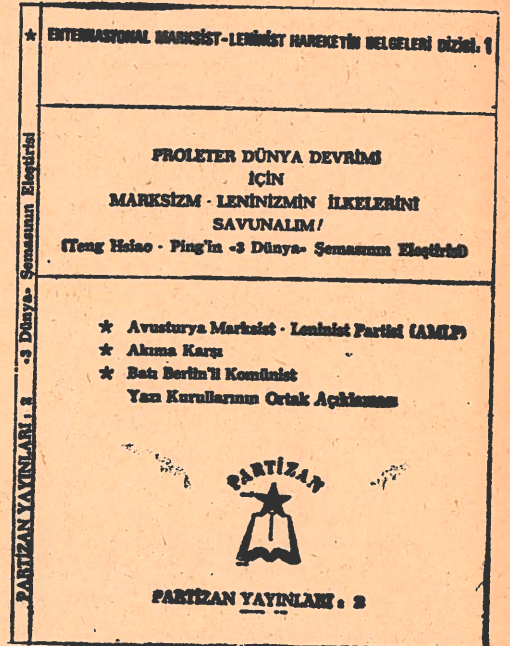 ★ ENTERNASYONAL MARKSİST-LENİNİST HAREKETİN BELGELERİ DİZİSİ: 1
PROLETER DÜNYA DEVRİMİ
İÇİN
MARKSİZM - LENİNİZMİN İLKELERİNİ
SAVUNALIM!
(Teng Hsiao - Ping'in «3 Dünya» Şemasının Eleştirisi)
★ Avusturya Marksist - Leninist Partisi (AMLP)
★ Akıma Karşı
★ Batı Berlin'li Komünist
Yazı Kurullarının Ortak Açıklaması
PARTİZAN
PARTİZAN YAYINLARI : 2
PARTİZAN YAYINLARI : 2 «3 Dünya» Şemasının Eleştirisi